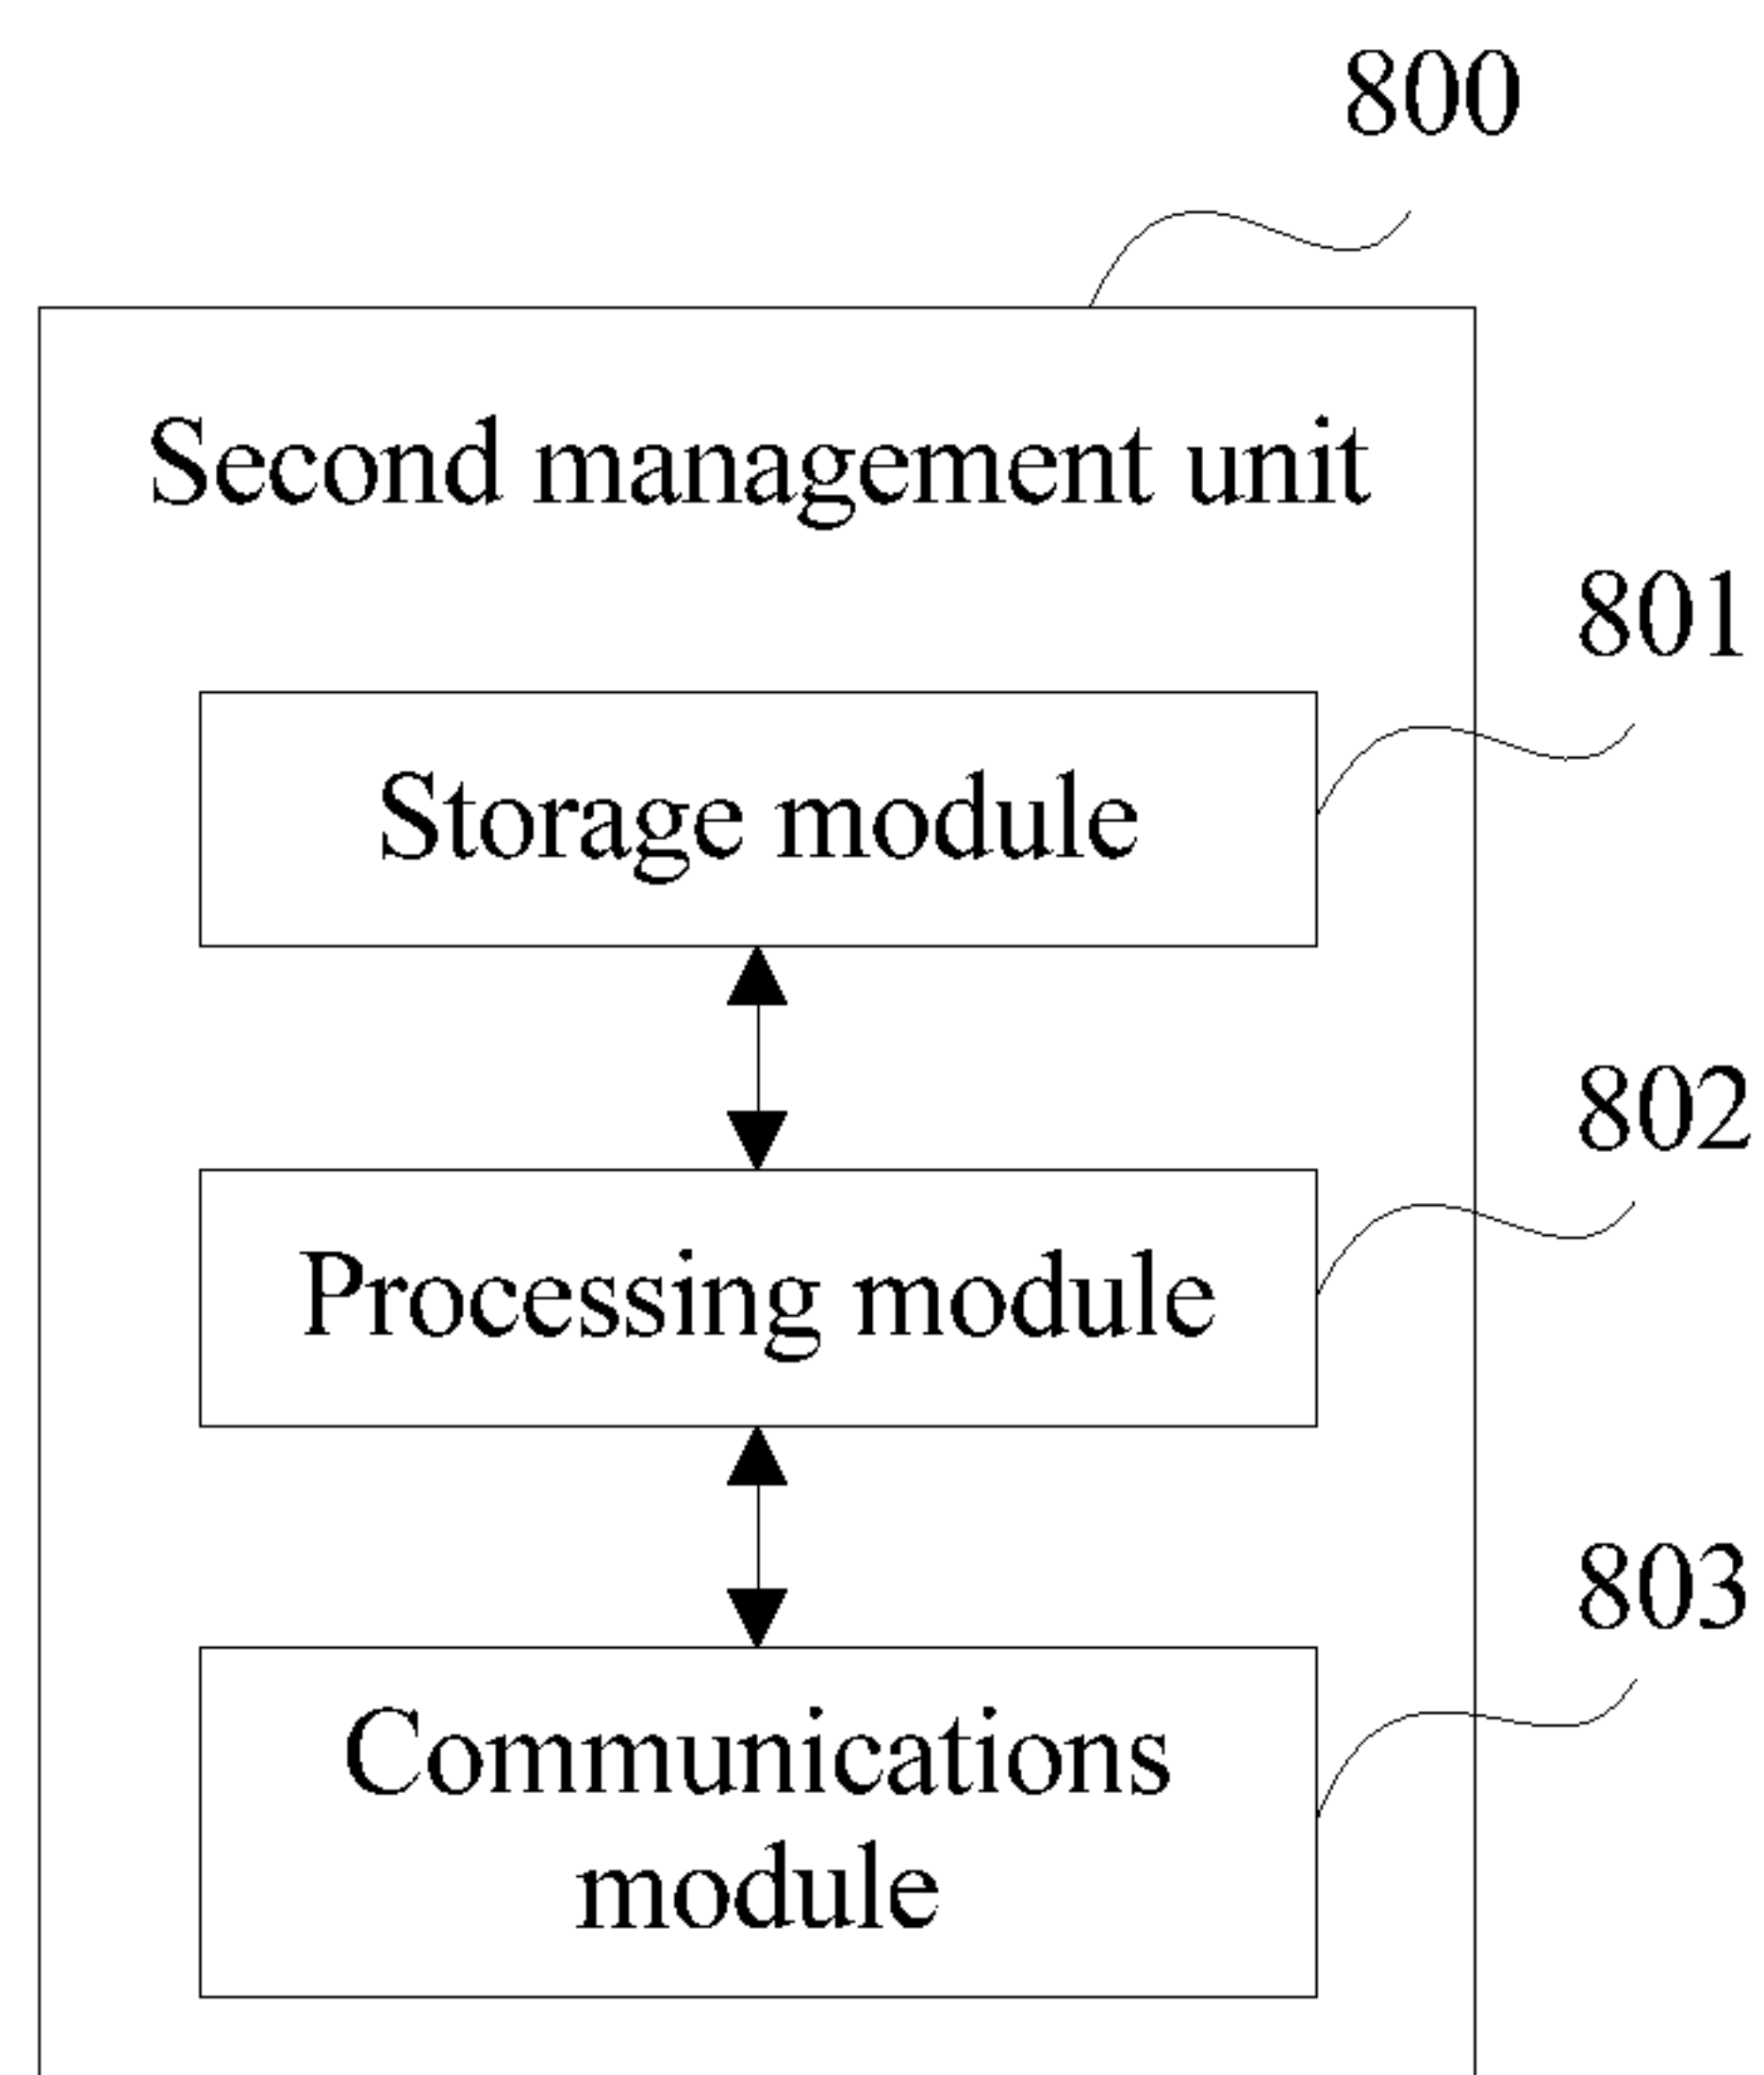 800
Second management unit
801
Storage module
802
Processing module
803
Communications
module